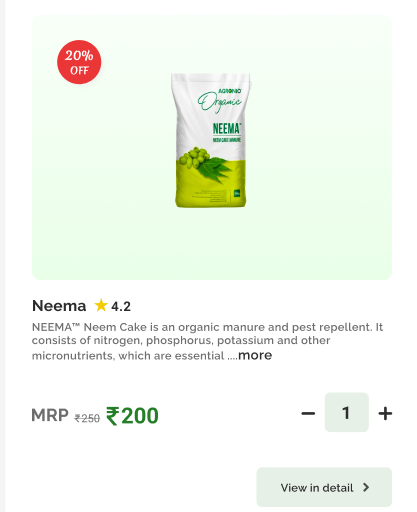 20%
OFF
AGRONIC
Organic
NEEMA™
NEEM CAKE MANURE
Neema 4.2
NEEMA™ Neem Cake is an organic manure and pest repellent. It
consists of nitrogen, phosphorus, potassium and other
micronutrients, which are essential ....more
MRP ₹250 ₹200
1
View in detail